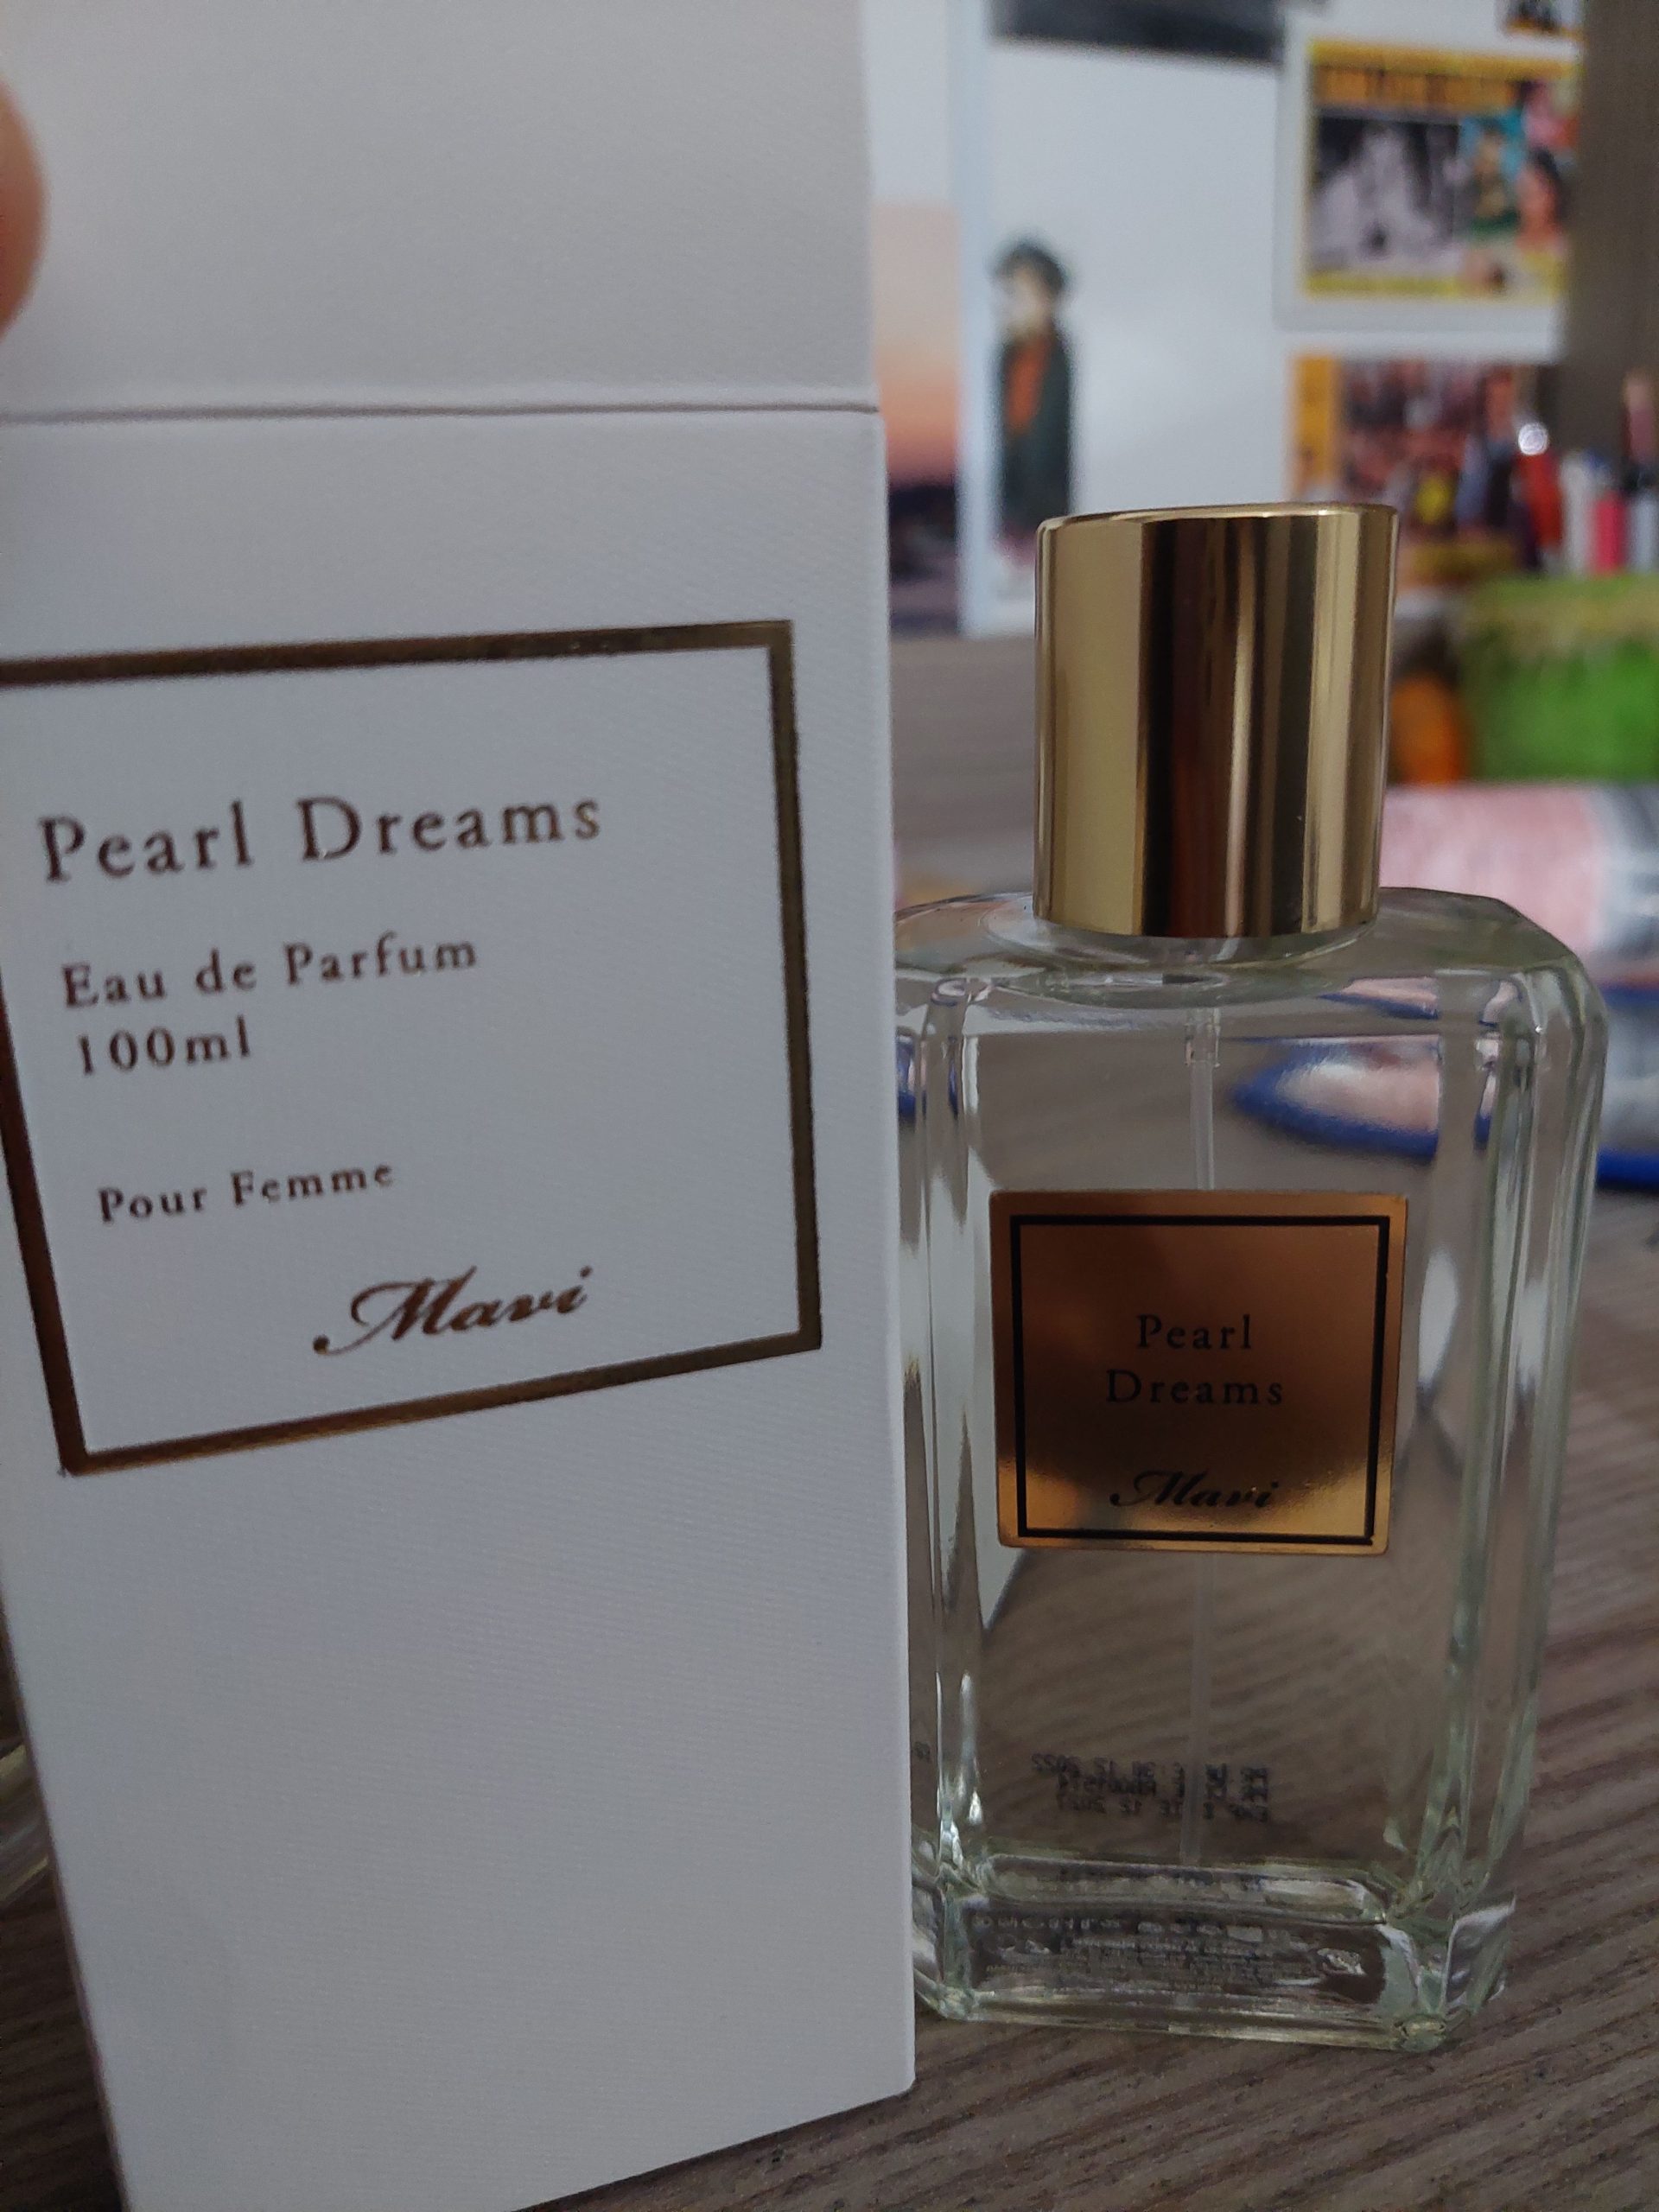 Pearl Dreams
Eau de Parfum
100ml
Pour Femme
Mavi
Pearl
Dreams
Mavi